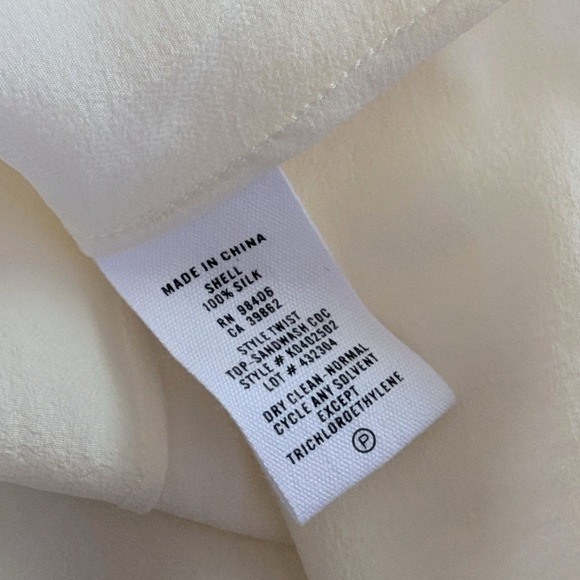 MADE IN CHINA
SHELL
100% SILK
RN 98406
CA 39862
STYLE TWIST
TOP-SANDWASH CDC
STYLE # K0402502
LOT # 432304
DRY CLEAN-NORMAL
CYCLE ANY SOLVENT
EXCEPT
TRICHLOROETHYLENE
P